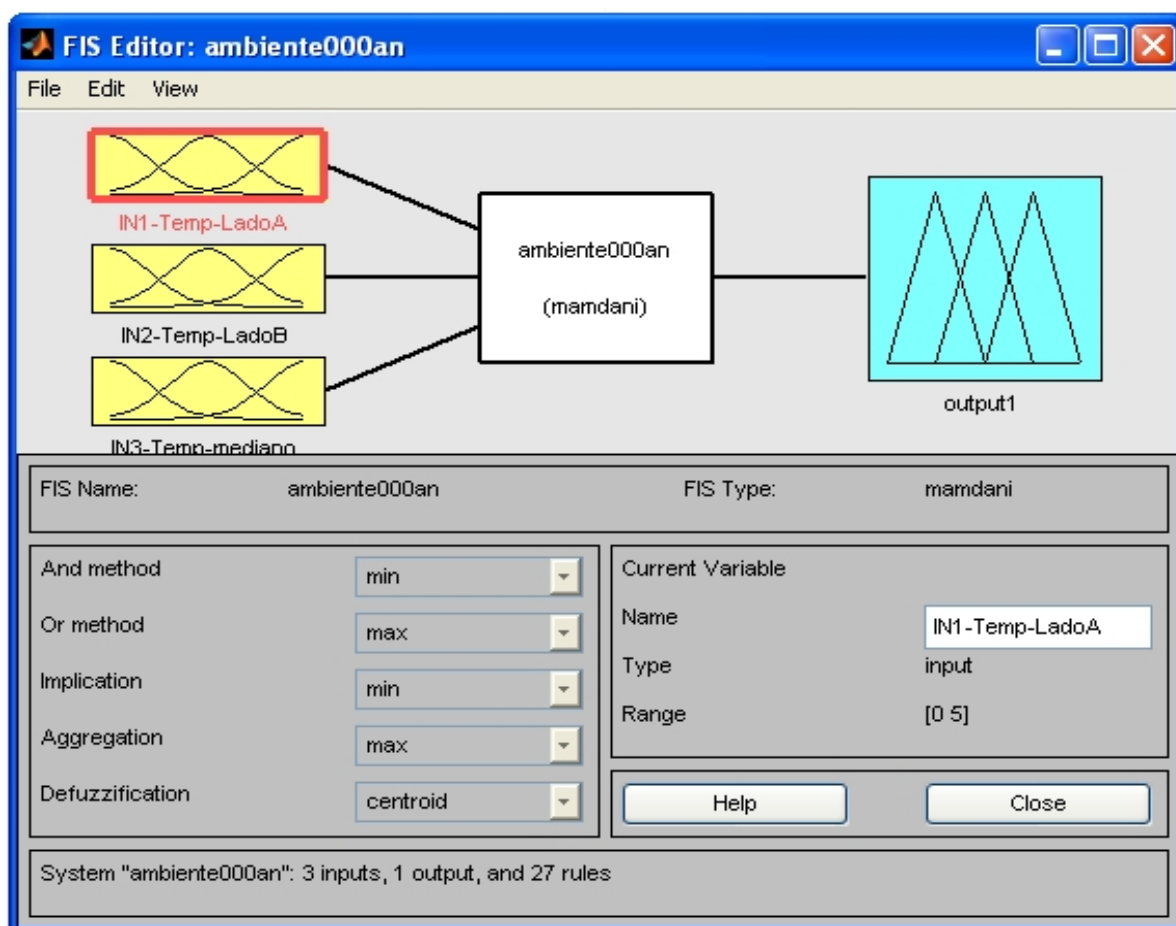 FIS Editor: ambiente000an
File Edit View
IN1-Temp-LadoA
IN2-Temp-LadoB
IN3-Temp-mediano
ambiente000an
(mamdani)
output1
FIS Name: ambiente000an FIS Type: mamdani
And method min
Or method max
Implication min
Aggregation max
Defuzzification centroid
Current Variable
Name IN1-Temp-LadoA
Type input
Range [0 5]
Help Close
System "ambiente000an": 3 inputs, 1 output, and 27 rules